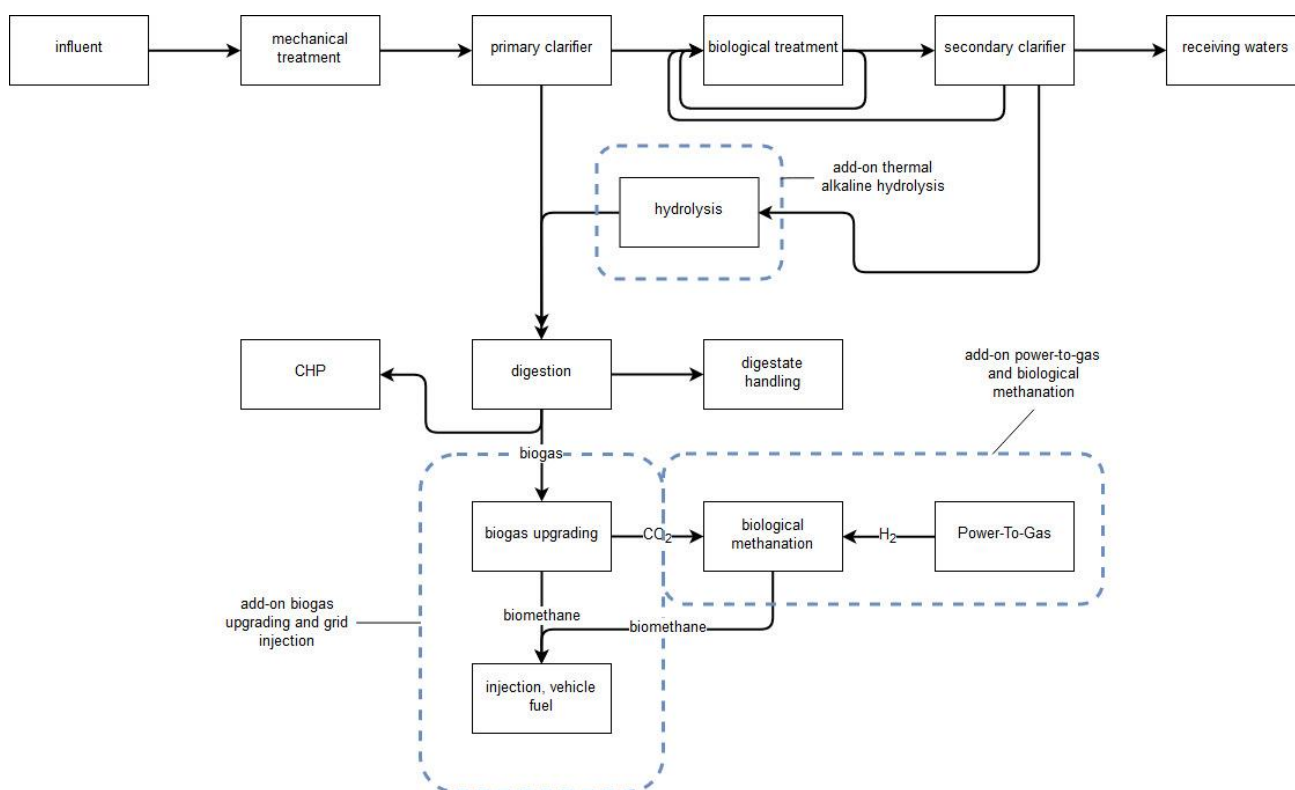 influent
mechanical
treatment
primary clarifier
biological treatment
secondary clarifier
receiving waters
add-on thermal
alkaline hydrolysis
hydrolysis
CHP
digestion
digestate
handling
add-on power-to-gas
and biological
methanation
biogas
biogas upgrading
CO₂
biological
methanation
H₂
Power-To-Gas
add-on biogas
upgrading and grid
injection
biomethane
biomethane
injection, vehicle
fuel